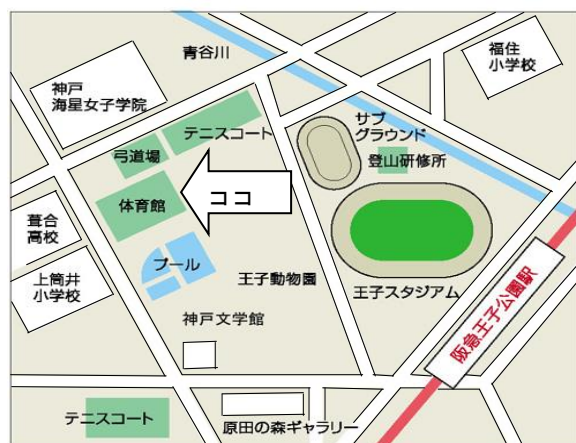 青谷川
福住
小学校
神戸
海星女子学院
サブ
グラウンド
テニスコート
弓道場
登山研修所
体育館
ココ
葺合
高校
プール
上筒井
小学校
王子動物園
王子スタジアム
阪急王子公園駅
神戸文学館
テニスコート
原田の森ギャラリー